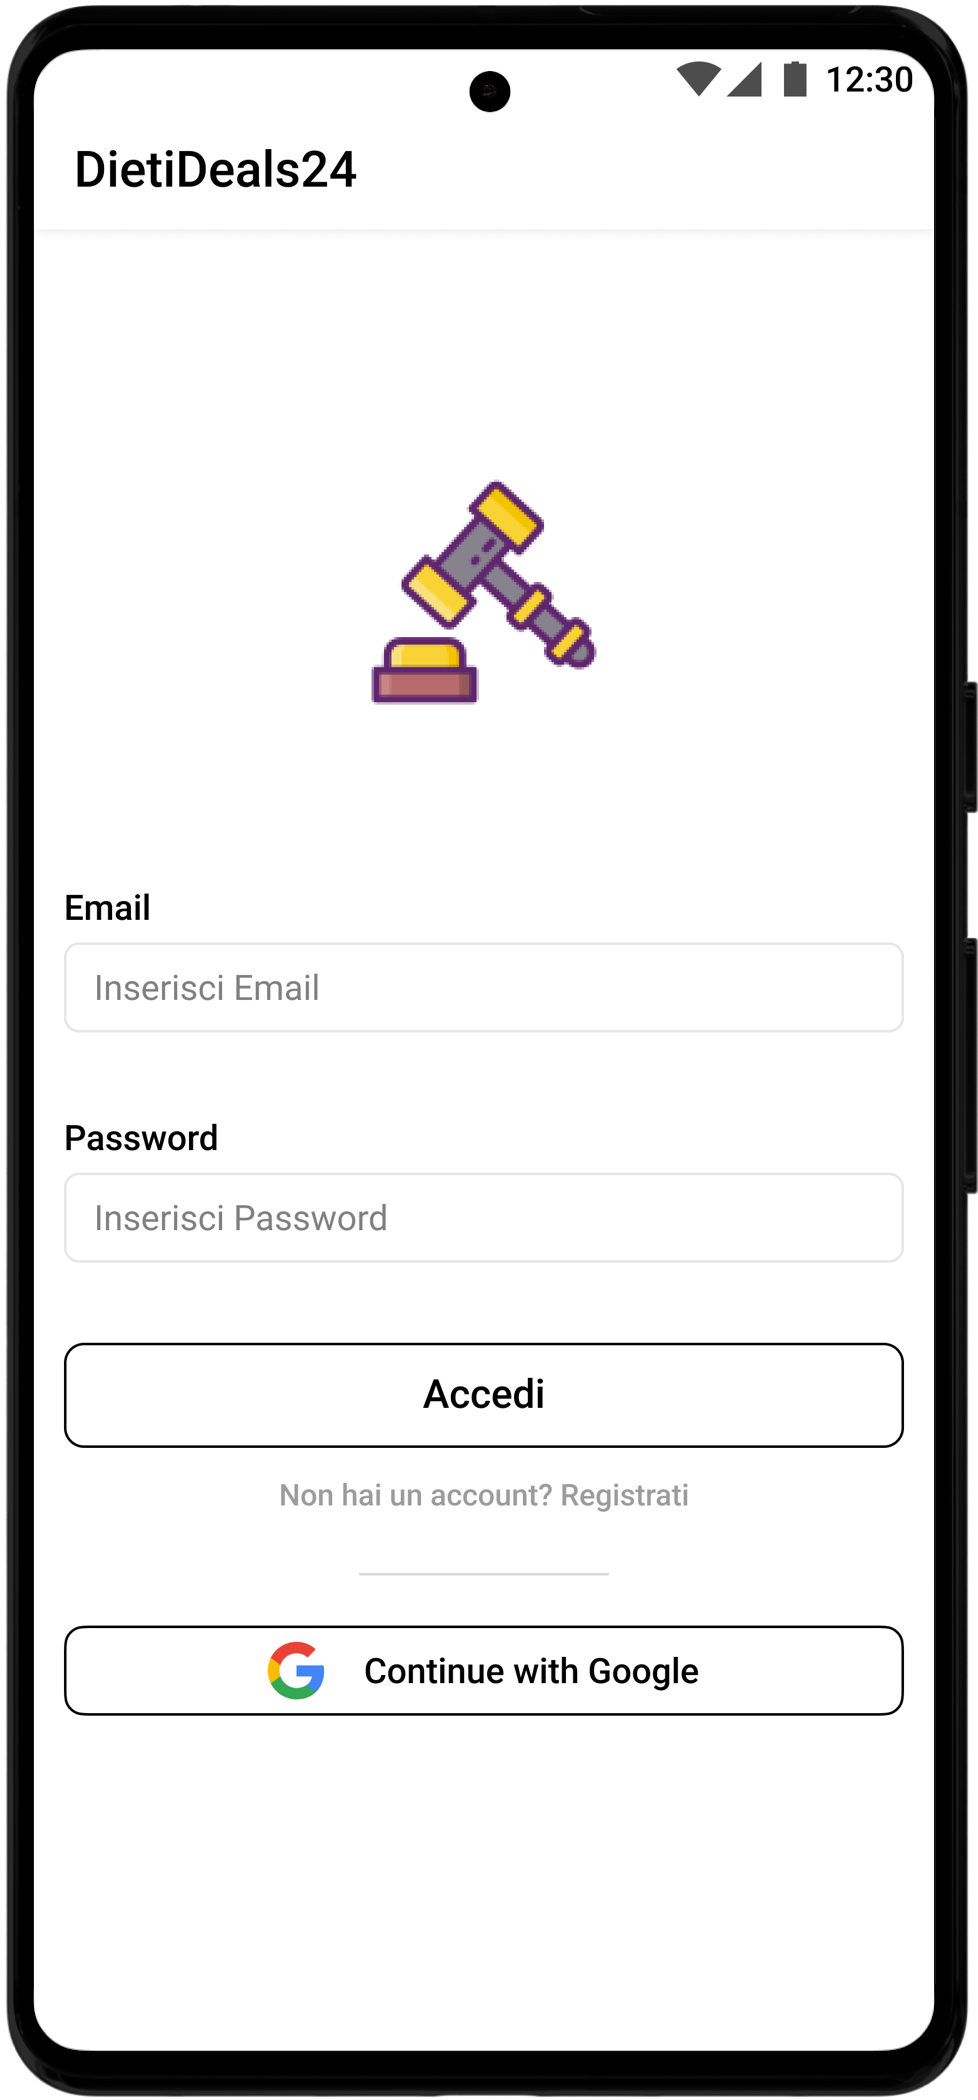 12:30
DietiDeals24
Email
Inserisci Email
Password
Inserisci Password
Accedi
Non hai un account? Registrati
Continue with Google